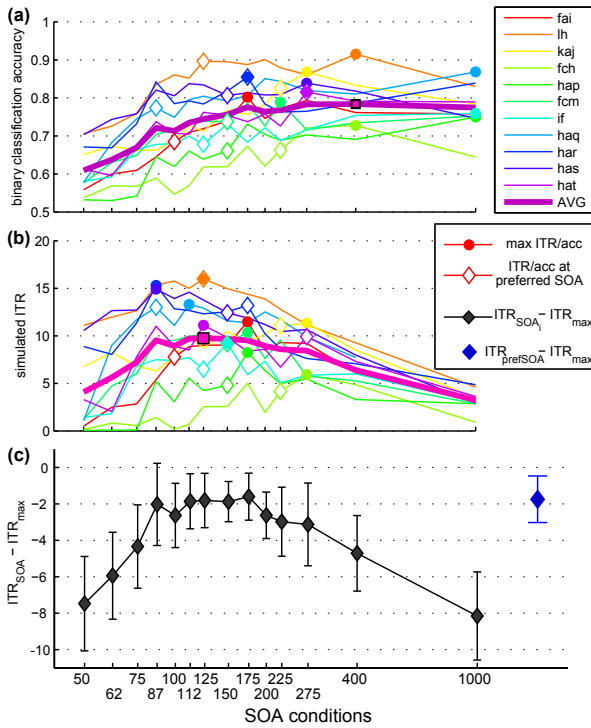 (a)
binary classification accuracy
1
0.9
0.8
0.7
0.6
0.5
fai
lh
kaj
fch
hap
fcm
if
haq
har
has
hat
AVG
(b)
simulated ITR
20
15
10
5
0
max ITR/acc
ITR/acc at
preferred SOA
ITR_SOA_i − ITR_max
ITR_prefSOA − ITR_max
(c)
ITR_SOA − ITR_max
0
−2
−4
−6
−8
−10
50 75 100 125 175 225 400 1000
62 87 112 150 200 275
SOA conditions